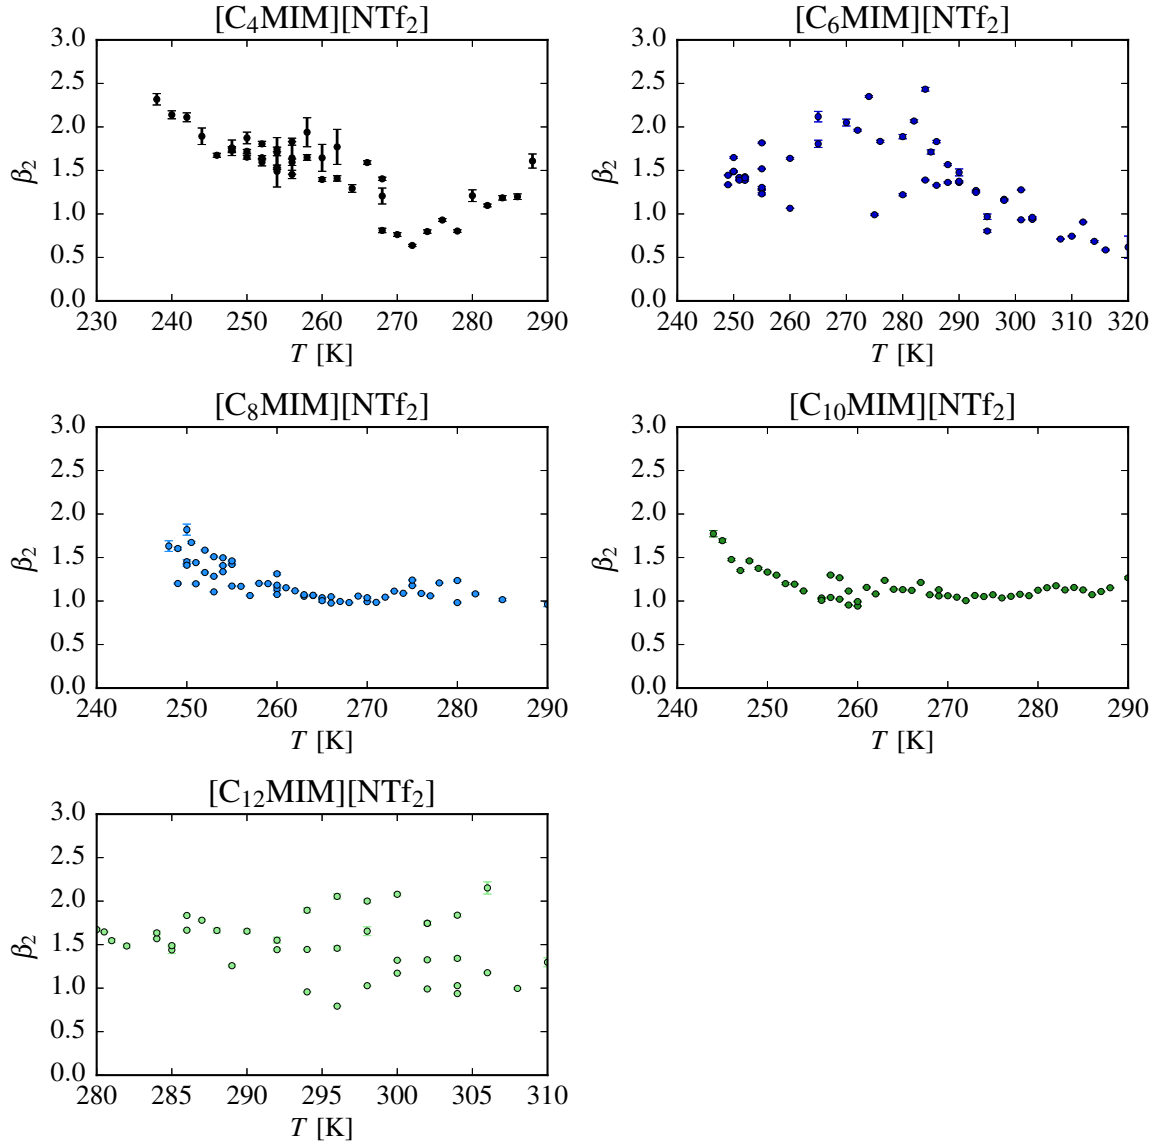 [C₄MIM][NTf₂]
3.0
2.5
2.0
1.5
1.0
0.5
0.0
β₂
230 240 250 260 270 280 290
T [K]
[C₆MIM][NTf₂]
3.0
2.5
2.0
1.5
1.0
0.5
0.0
β₂
240 250 260 270 280 290 300 310 320
T [K]
[C₈MIM][NTf₂]
3.0
2.5
2.0
1.5
1.0
0.5
0.0
β₂
240 250 260 270 280 290
T [K]
[C₁₀MIM][NTf₂]
3.0
2.5
2.0
1.5
1.0
0.5
0.0
β₂
240 250 260 270 280 290
T [K]
[C₁₂MIM][NTf₂]
3.0
2.5
2.0
1.5
1.0
0.5
0.0
β₂
280 285 290 295 300 305 310
T [K]